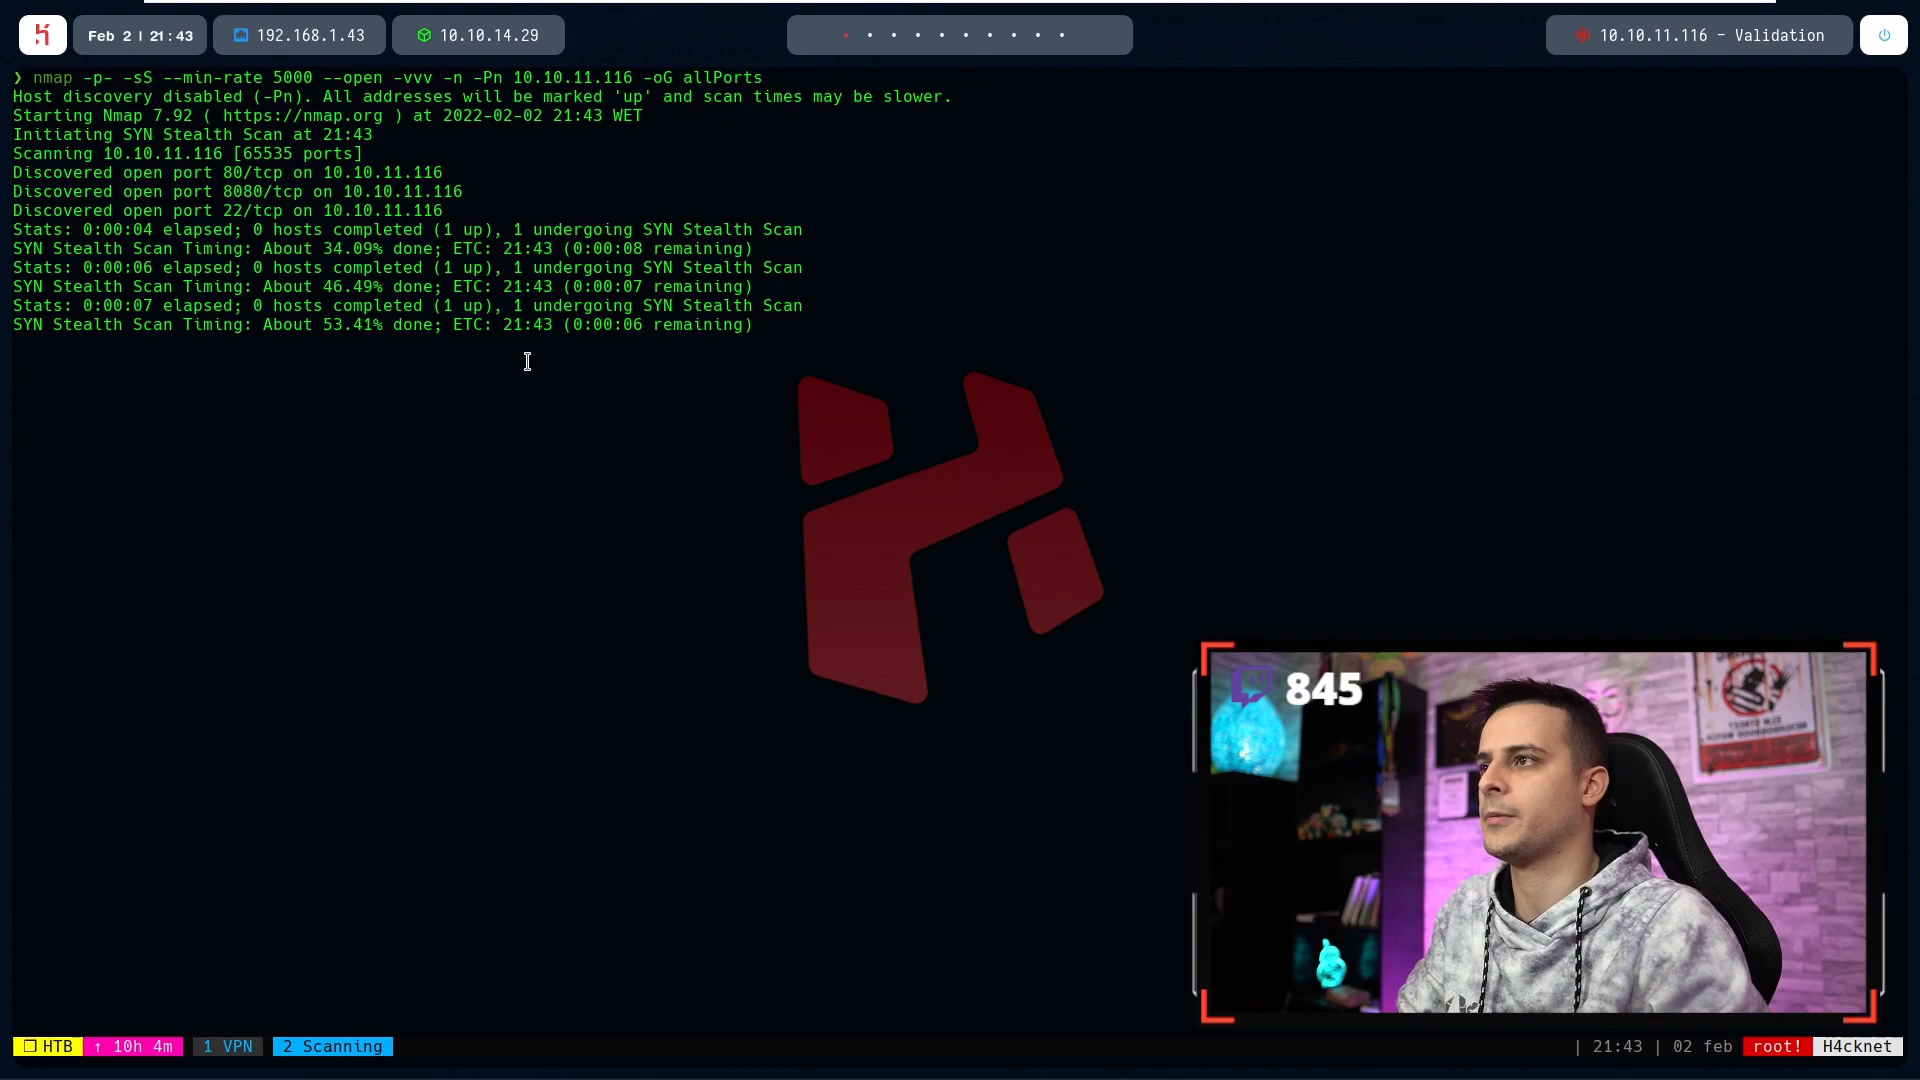 Feb 2 | 21:43
192.168.1.43
10.10.14.29
10.10.11.116 - Validation
❯ nmap -p- -sS --min-rate 5000 --open -vvv -n -Pn 10.10.11.116 -oG allPorts
Host discovery disabled (-Pn). All addresses will be marked 'up' and scan times may be slower.
Starting Nmap 7.92 ( https://nmap.org ) at 2022-02-02 21:43 WET
Initiating SYN Stealth Scan at 21:43
Scanning 10.10.11.116 [65535 ports]
Discovered open port 80/tcp on 10.10.11.116
Discovered open port 8080/tcp on 10.10.11.116
Discovered open port 22/tcp on 10.10.11.116
Stats: 0:00:04 elapsed; 0 hosts completed (1 up), 1 undergoing SYN Stealth Scan
SYN Stealth Scan Timing: About 34.09% done; ETC: 21:43 (0:00:08 remaining)
Stats: 0:00:06 elapsed; 0 hosts completed (1 up), 1 undergoing SYN Stealth Scan
SYN Stealth Scan Timing: About 46.49% done; ETC: 21:43 (0:00:07 remaining)
Stats: 0:00:07 elapsed; 0 hosts completed (1 up), 1 undergoing SYN Stealth Scan
SYN Stealth Scan Timing: About 53.41% done; ETC: 21:43 (0:00:06 remaining)
845
HTB ↑ 10h 4m 1 VPN 2 Scanning
| 21:43 | 02 feb root! H4cknet